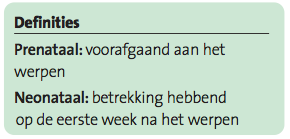 Definities
Prenataal: voorafgaand aan het
werpen
Neonataal: betrekking hebbend
op de eerste week na het werpen